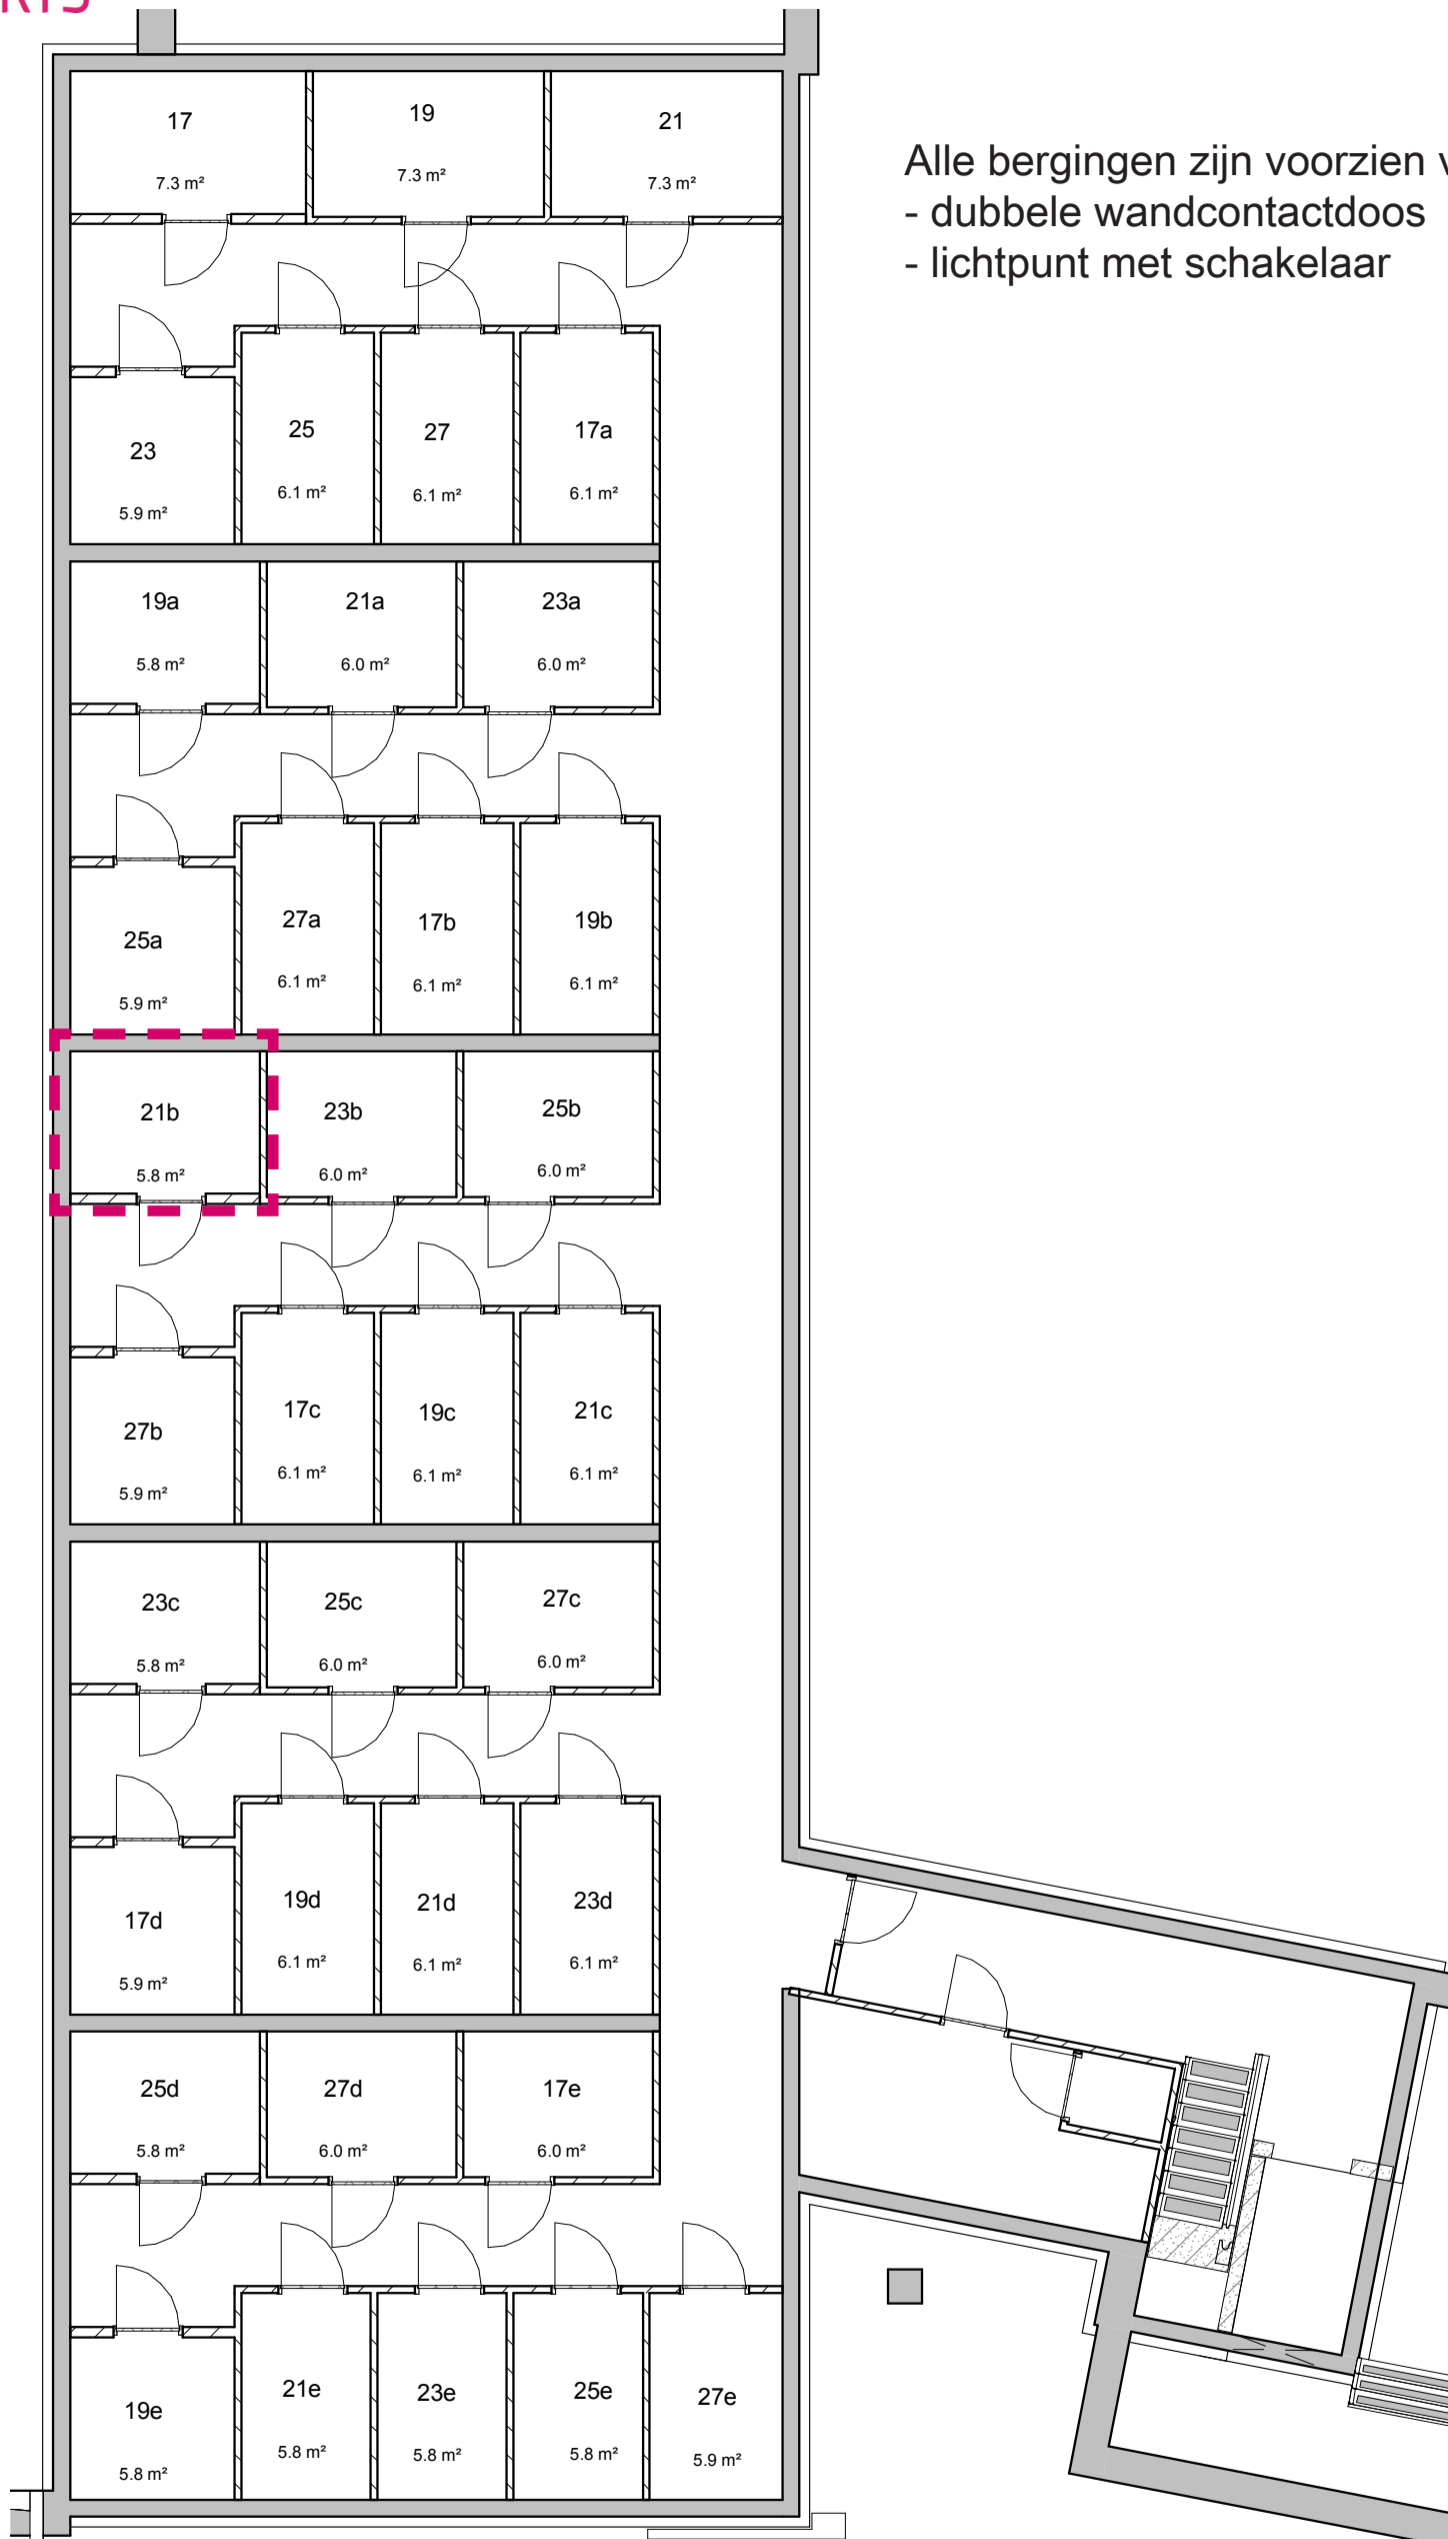 17
19
21
7.3 m²
7.3 m²
7.3 m²
Alle bergingen zijn voorzien
- dubbele wandcontactdoos
- lichtpunt met schakelaar
23
25
27
17a
5.9 m²
6.1 m²
6.1 m²
6.1 m²
19a
21a
23a
5.8 m²
6.0 m²
6.0 m²
25a
27a
17b
19b
5.9 m²
6.1 m²
6.1 m²
6.1 m²
21b
23b
25b
5.8 m²
6.0 m²
6.0 m²
27b
17c
19c
21c
5.9 m²
6.1 m²
6.1 m²
6.1 m²
23c
25c
27c
5.8 m²
6.0 m²
6.0 m²
17d
19d
21d
23d
5.9 m²
6.1 m²
6.1 m²
6.1 m²
25d
27d
17e
5.8 m²
6.0 m²
6.0 m²
19e
21e
23e
25e
27e
5.8 m²
5.8 m²
5.8 m²
5.8 m²
5.9 m²